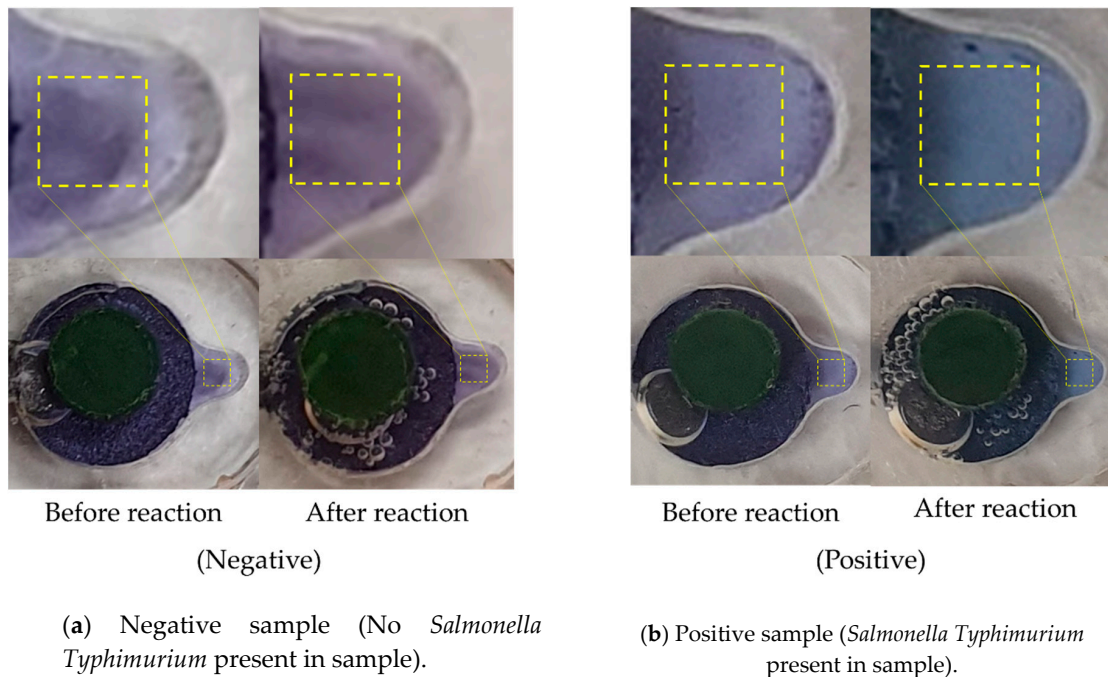 Before reaction After reaction
(Negative)
(a) Negative sample (No Salmonella
Typhimurium present in sample).
Before reaction After reaction
(Positive)
(b) Positive sample (Salmonella Typhimurium
present in sample).